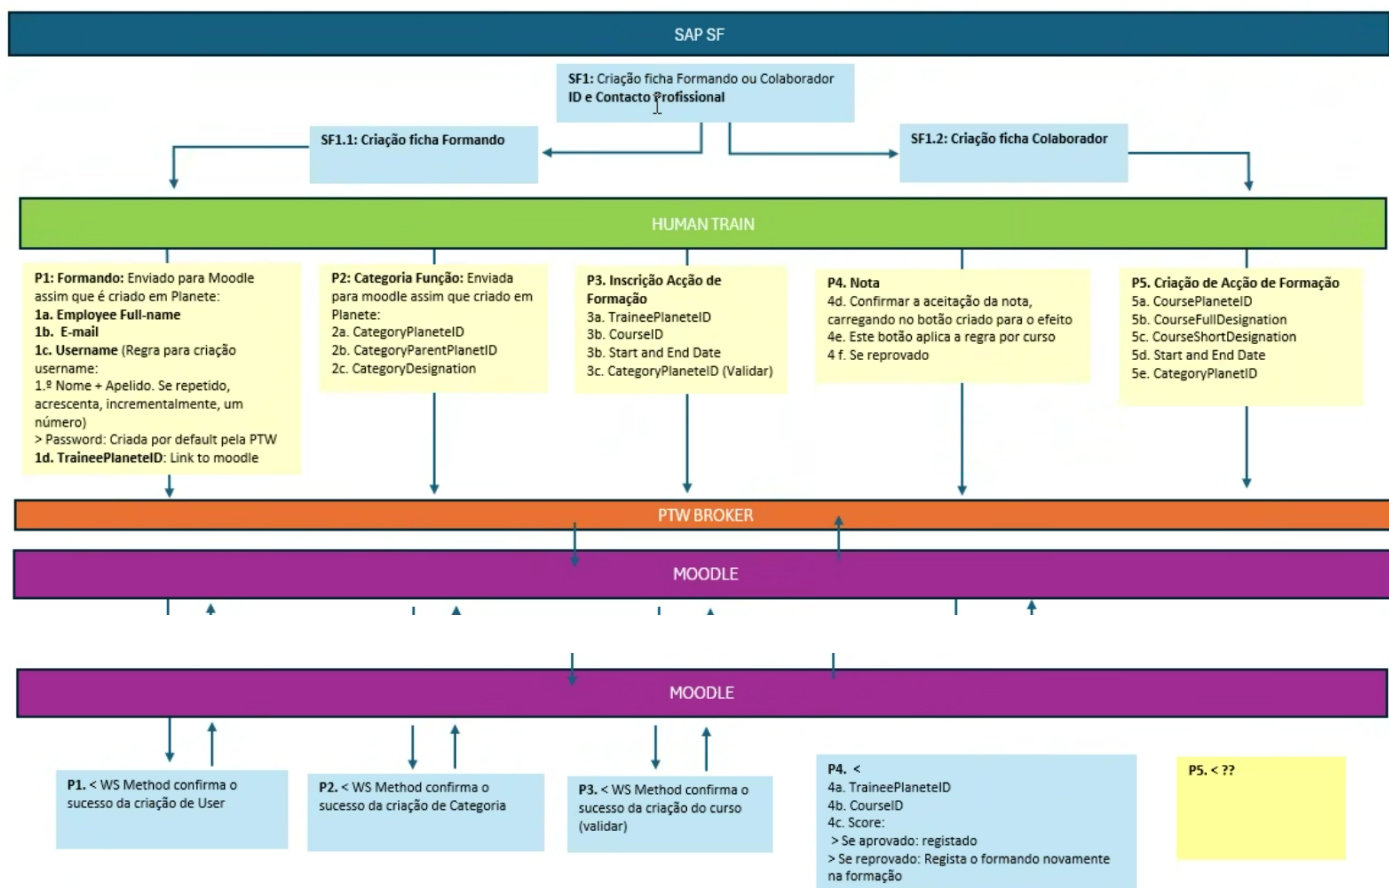 SAP SF
SF1: Criação ficha Formando ou Colaborador
ID e Contacto Profissional
SF1.1: Criação ficha Formando
SF1.2: Criação ficha Colaborador
HUMAN TRAIN
P1: Formando: Enviado para Moodle
assim que é criado em Planete:
1a. Employee Full-name
1b. E-mail
1c. Username (Regra para criação
username:
1.º Nome + Apelido. Se repetido,
acrescenta, incrementalmente, um
número)
> Password: Criada por default pela PTW
1d. TraineePlaneteID: Link to moodle
P2: Categoria Função: Enviada
para moodle assim que criado em
Planete:
2a. CategoryPlaneteID
2b. CategoryParentPlanetID
2c. CategoryDesignation
P3. Inscrição Acção de
Formação
3a. TraineePlaneteID
3b. CourseID
3b. Start and End Date
3c. CategoryPlaneteID (Validar)
P4. Nota
4d. Confirmar a aceitação da nota,
carregando no botão criado para o efeito
4e. Este botão aplica a regra por curso
4 f. Se reprovado
P5. Criação de Acção de Formação
5a. CoursePlaneteID
5b. CourseFullDesignation
5c. CourseShortDesignation
5d. Start and End Date
5e. CategoryPlanetID
PTW BROKER
MOODLE
MOODLE
P1. < WS Method confirma o
sucesso da criação de User
P2. < WS Method confirma o
sucesso da criação de Categoria
P3. < WS Method confirma o
sucesso da criação do curso
(validar)
P4. <
4a. TraineePlaneteID
4b. CourseID
4c. Score:
> Se aprovado: registado
> Se reprovado: Regista o formando novamente
na formação
P5. < ??